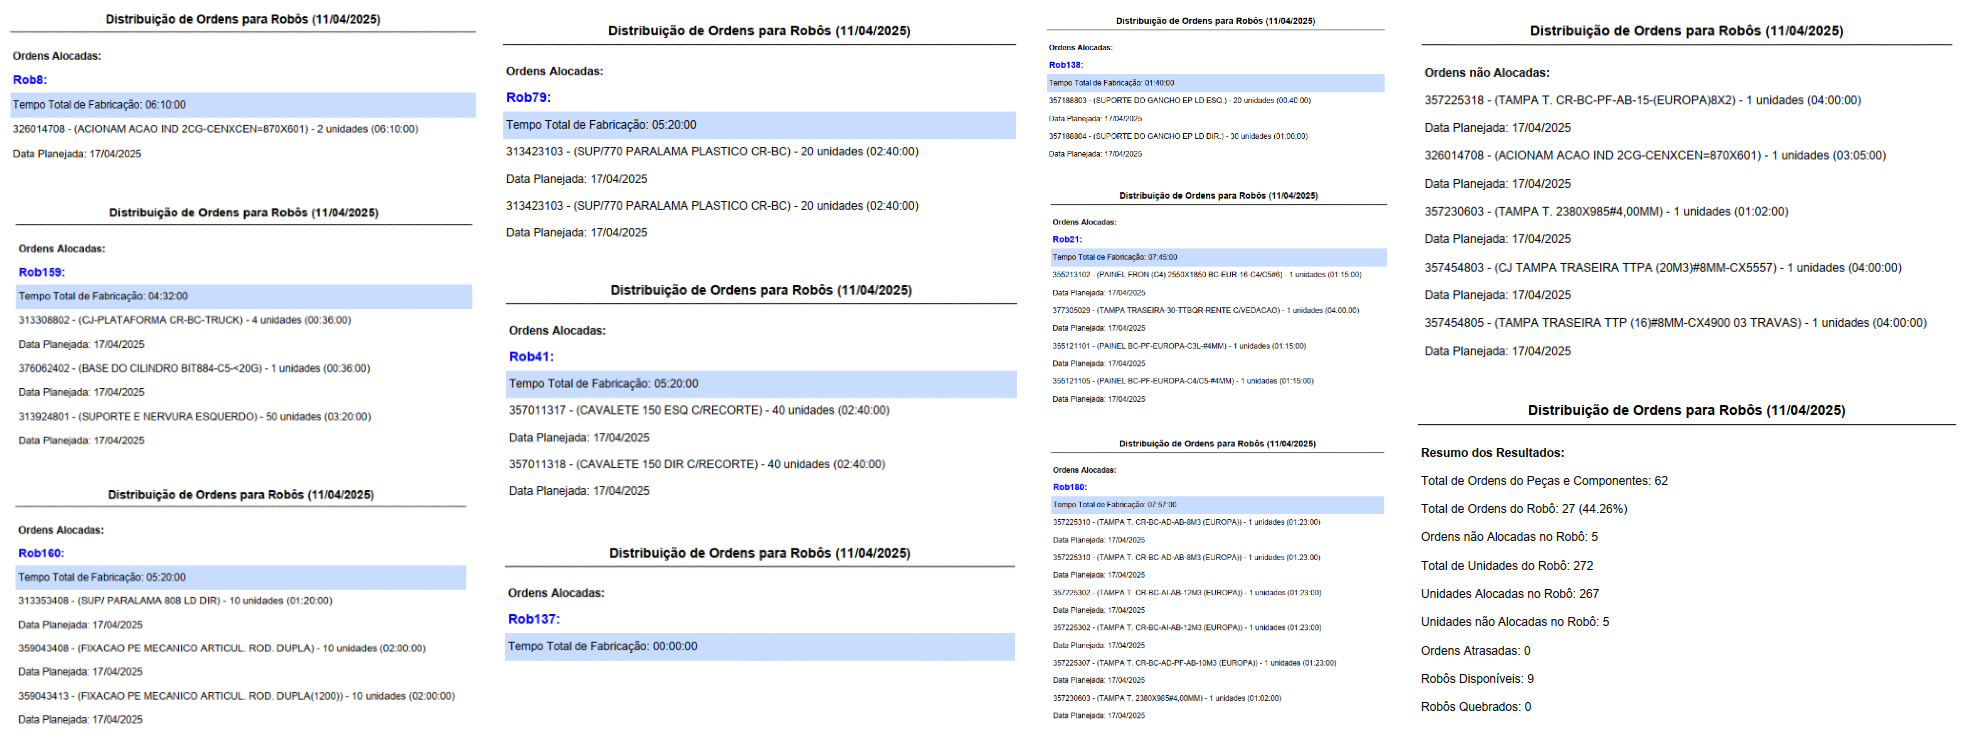 Distribuição de Ordens para Robôs (11/04/2025)
Ordens Alocadas:
Rob8:
Tempo Total de Fabricação: 06:10:00
326014708 - (ACIONAM ACAO IND 2CG-CENXCEN=870X601) - 2 unidades (06:10:00)
Data Planejada: 17/04/2025
Distribuição de Ordens para Robôs (11/04/2025)
Ordens Alocadas:
Rob159:
Tempo Total de Fabricação: 04:32:00
313308802 - (CJ-PLATAFORMA CR-BC-TRUCK) - 4 unidades (00:36:00)
Data Planejada: 17/04/2025
376062402 - (BASE DO CILINDRO BIT884-C5-<20G) - 1 unidades (00:36:00)
Data Planejada: 17/04/2025
313924801 - (SUPORTE E NERVURA ESQUERDO) - 50 unidades (03:20:00)
Data Planejada: 17/04/2025
Distribuição de Ordens para Robôs (11/04/2025)
Ordens Alocadas:
Rob160:
Tempo Total de Fabricação: 05:20:00
313353408 - (SUP/ PARALAMA 808 LD DIR) - 10 unidades (01:20:00)
Data Planejada: 17/04/2025
359043408 - (FIXACAO PE MECANICO ARTICUL. ROD. DUPLA) - 10 unidades (02:00:00)
Data Planejada: 17/04/2025
359043413 - (FIXACAO PE MECANICO ARTICUL. ROD. DUPLA(1200)) - 10 unidades (02:00:00)
Data Planejada: 17/04/2025
Distribuição de Ordens para Robôs (11/04/2025)
Ordens Alocadas:
Rob79:
Tempo Total de Fabricação: 05:20:00
313423103 - (SUP/770 PARALAMA PLASTICO CR-BC) - 20 unidades (02:40:00)
Data Planejada: 17/04/2025
313423103 - (SUP/770 PARALAMA PLASTICO CR-BC) - 20 unidades (02:40:00)
Data Planejada: 17/04/2025
Distribuição de Ordens para Robôs (11/04/2025)
Ordens Alocadas:
Rob41:
Tempo Total de Fabricação: 05:20:00
357011317 - (CAVALETE 150 ESQ C/RECORTE) - 40 unidades (02:40:00)
Data Planejada: 17/04/2025
357011318 - (CAVALETE 150 DIR C/RECORTE) - 40 unidades (02:40:00)
Data Planejada: 17/04/2025
Distribuição de Ordens para Robôs (11/04/2025)
Ordens Alocadas:
Rob137:
Tempo Total de Fabricação: 00:00:00
Distribuição de Ordens para Robôs (11/04/2025)
Ordens Alocadas:
Rob138:
Tempo Total de Fabricação: 01:40:00
357188803 - (SUPORTE DO GANCHO EP LD ESQ.) - 20 unidades (00:40:00)
Data Planejada: 17/04/2025
357188804 - (SUPORTE DO GANCHO EP LD DIR.) - 30 unidades (01:00:00)
Data Planejada: 17/04/2025
Distribuição de Ordens para Robôs (11/04/2025)
Ordens Alocadas:
Rob21:
Tempo Total de Fabricação: 07:45:00
355213102 - (PAINEL FRON (C4) 2550X1850 BC-EUR-16-C4/C5#6) - 1 unidades (01:15:00)
Data Planejada: 17/04/2025
377305029 - (TAMPA TRASEIRA-30-TTBQR-RENTE C/VEDACAO) - 1 unidades (04:00:00)
Data Planejada: 17/04/2025
355121101 - (PAINEL BC-PF-EUROPA-C3L-#4MM) - 1 unidades (01:15:00)
Data Planejada: 17/04/2025
355121105 - (PAINEL BC-PF-EUROPA-C4/C5-#4MM) - 1 unidades (01:15:00)
Data Planejada: 17/04/2025
Distribuição de Ordens para Robôs (11/04/2025)
Ordens Alocadas:
Rob180:
Tempo Total de Fabricação: 07:57:00
357225310 - (TAMPA T. CR-BC-AD-AB-8M3 (EUROPA)) - 1 unidades (01:23:00)
Data Planejada: 17/04/2025
357225310 - (TAMPA T. CR-BC-AD-AB-8M3 (EUROPA)) - 1 unidades (01:23:00)
Data Planejada: 17/04/2025
357225302 - (TAMPA T. CR-BC-AI-AB-12M3 (EUROPA)) - 1 unidades (01:23:00)
Data Planejada: 17/04/2025
357225302 - (TAMPA T. CR-BC-AI-AB-12M3 (EUROPA)) - 1 unidades (01:23:00)
Data Planejada: 17/04/2025
357225307 - (TAMPA T. CR-BC-AD-PF-AB-10M3 (EUROPA)) - 1 unidades (01:23:00)
Data Planejada: 17/04/2025
357230603 - (TAMPA T. 2380X985#4,00MM) - 1 unidades (01:02:00)
Data Planejada: 17/04/2025
Distribuição de Ordens para Robôs (11/04/2025)
Ordens não Alocadas:
357225318 - (TAMPA T. CR-BC-PF-AB-15-(EUROPA)8X2) - 1 unidades (04:00:00)
Data Planejada: 17/04/2025
326014708 - (ACIONAM ACAO IND 2CG-CENXCEN=870X601) - 1 unidades (03:05:00)
Data Planejada: 17/04/2025
357230603 - (TAMPA T. 2380X985#4,00MM) - 1 unidades (01:02:00)
Data Planejada: 17/04/2025
357454803 - (CJ TAMPA TRASEIRA TTPA (20M3)#8MM-CX5557) - 1 unidades (04:00:00)
Data Planejada: 17/04/2025
357454805 - (TAMPA TRASEIRA TTP (16)#8MM-CX4900 03 TRAVAS) - 1 unidades (04:00:00)
Data Planejada: 17/04/2025
Distribuição de Ordens para Robôs (11/04/2025)
Resumo dos Resultados:
Total de Ordens do Peças e Componentes: 62
Total de Ordens do Robô: 27 (44.26%)
Ordens não Alocadas no Robô: 5
Total de Unidades do Robô: 272
Unidades Alocadas no Robô: 267
Unidades não Alocadas no Robô: 5
Ordens Atrasadas: 0
Robôs Disponíveis: 9
Robôs Quebrados: 0